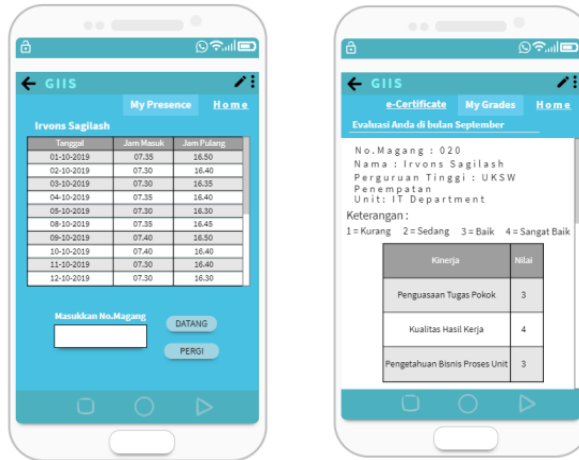 GIIS
My Presence Home
Irvons Sagilash
Tanggal Jam Masuk Jam Pulang
01-10-2019 07.35 16.50
02-10-2019 07.30 16.40
03-10-2019 07.30 16.35
04-10-2019 07.35 16.40
05-10-2019 07.30 16.30
08-10-2019 07.35 16.45
09-10-2019 07.40 16.50
10-10-2019 07.40 16.40
11-10-2019 07.30 16.40
12-10-2019 07.30 16.30
Masukkan No.Magang
DATANG
PERGI
GIIS
e-Certificate My Grades Home
Evaluasi Anda di bulan September
No.Magang : 020
Nama : Irvons Sagilash
Perguruan Tinggi : UKSW
Penempatan
Unit: IT Department
Keterangan :
1 = Kurang 2 = Sedang 3 = Baik 4 = Sangat Baik
Kinerja Nilai
Penguasaan Tugas Pokok 3
Kualitas Hasil Kerja 4
Pengetahuan Bisnis Proses Unit 3